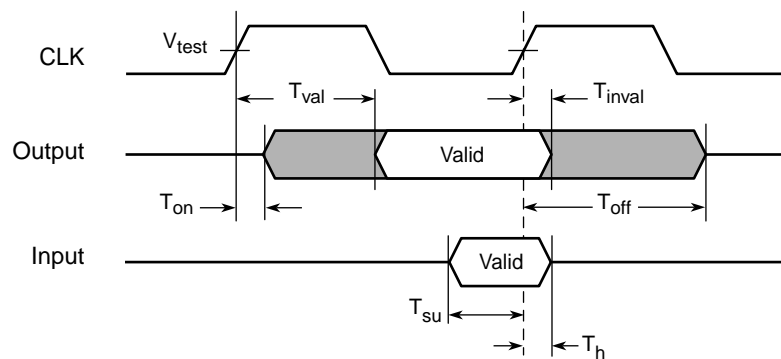 CLK
V_test
T_val
T_inval
Output
Valid
T_on
T_off
Input
Valid
T_su
T_h